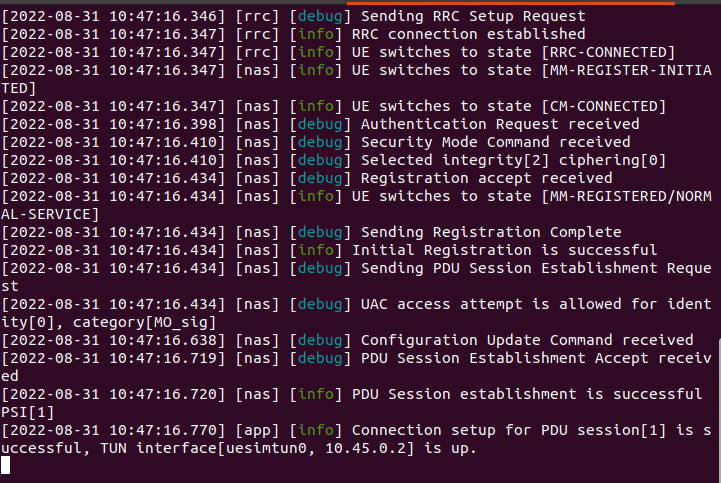 [2022-08-31 10:47:16.346] [rrc] [debug] Sending RRC Setup Request
[2022-08-31 10:47:16.347] [rrc] [info] RRC connection established
[2022-08-31 10:47:16.347] [rrc] [info] UE switches to state [RRC-CONNECTED]
[2022-08-31 10:47:16.347] [nas] [info] UE switches to state [MM-REGISTER-INITIA
TED]
[2022-08-31 10:47:16.347] [nas] [info] UE switches to state [CM-CONNECTED]
[2022-08-31 10:47:16.398] [nas] [debug] Authentication Request received
[2022-08-31 10:47:16.410] [nas] [debug] Security Mode Command received
[2022-08-31 10:47:16.410] [nas] [debug] Selected integrity[2] ciphering[0]
[2022-08-31 10:47:16.434] [nas] [debug] Registration accept received
[2022-08-31 10:47:16.434] [nas] [info] UE switches to state [MM-REGISTERED/NORM
AL-SERVICE]
[2022-08-31 10:47:16.434] [nas] [debug] Sending Registration Complete
[2022-08-31 10:47:16.434] [nas] [info] Initial Registration is successful
[2022-08-31 10:47:16.434] [nas] [debug] Sending PDU Session Establishment Reque
st
[2022-08-31 10:47:16.434] [nas] [debug] UAC access attempt is allowed for ident
ity[0], category[MO_sig]
[2022-08-31 10:47:16.638] [nas] [debug] Configuration Update Command received
[2022-08-31 10:47:16.719] [nas] [debug] PDU Session Establishment Accept receiv
ed
[2022-08-31 10:47:16.720] [nas] [info] PDU Session establishment is successful 
PSI[1]
[2022-08-31 10:47:16.770] [app] [info] Connection setup for PDU session[1] is s
uccessful, TUN interface[uesimtun0, 10.45.0.2] is up.